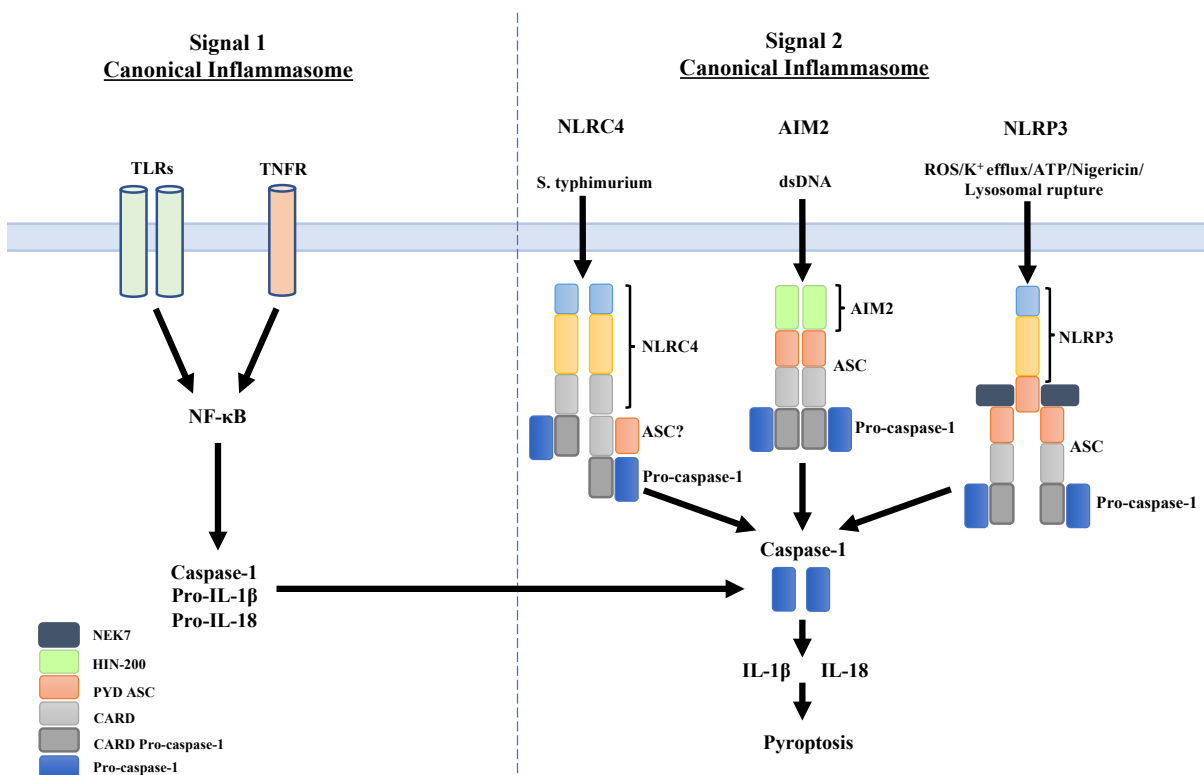 Signal 1
Canonical Inflammasome
TLRs
TNFR
NF-κB
Caspase-1
Pro-IL-1β
Pro-IL-18
NEK7
HIN-200
PYD ASC
CARD
CARD Pro-caspase-1
Pro-caspase-1
Signal 2
Canonical Inflammasome
NLRC4
S. typhimurium
NLRC4
ASC?
Pro-caspase-1
AIM2
dsDNA
AIM2
ASC
Pro-caspase-1
NLRP3
ROS/K⁺ efflux/ATP/Nigericin/
Lysosomal rupture
NLRP3
ASC
Pro-caspase-1
Caspase-1
IL-1β IL-18
Pyroptosis